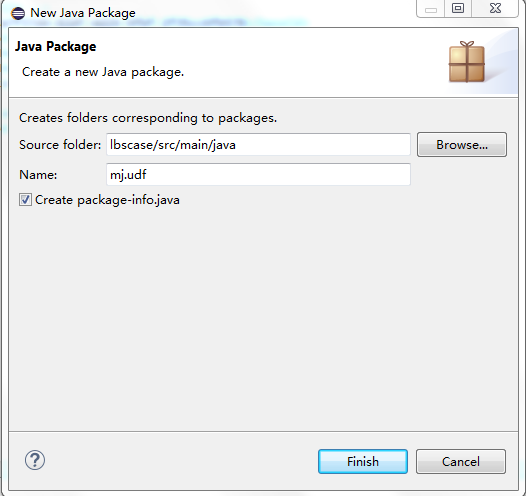 New Java Package
Java Package
Create a new Java package.
Creates folders corresponding to packages.
Source folder: lbscase/src/main/java Browse...
Name: mj.udf
Create package-info.java
? Finish Cancel